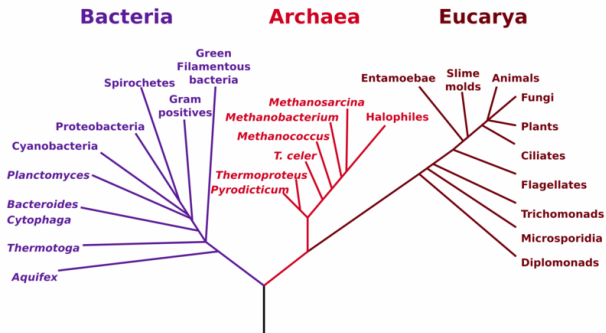 Bacteria
Archaea
Eucarya
Green
Filamentous
bacteria
Spirochetes
Gram
positives
Proteobacteria
Cyanobacteria
Planctomyces
Bacteroides
Cytophaga
Thermotoga
Aquifex
Methanosarcina
Methanobacterium
Halophiles
Methanococcus
T. celer
Thermoproteus
Pyrodicticum
Entamoebae
Slime
molds
Animals
Fungi
Plants
Ciliates
Flagellates
Trichomonads
Microsporidia
Diplomonads